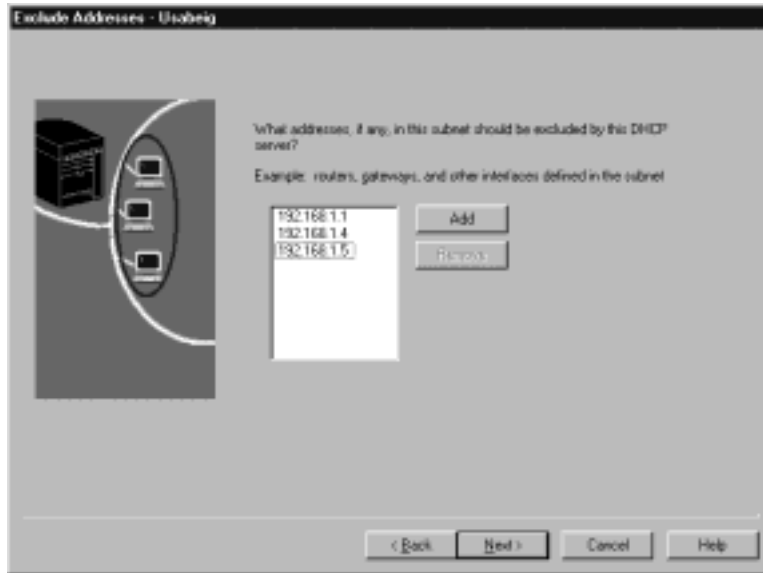 Exclude Addresses - Usabeig
What addresses, if any, in this subnet should be excluded by this DHCP
server?
Example: routers, gateways, and other interfaces defined in the subnet
192.168.1.1
192.168.1.4
192.168.1.5
Add
Remove
< Back
Next >
Cancel
Help